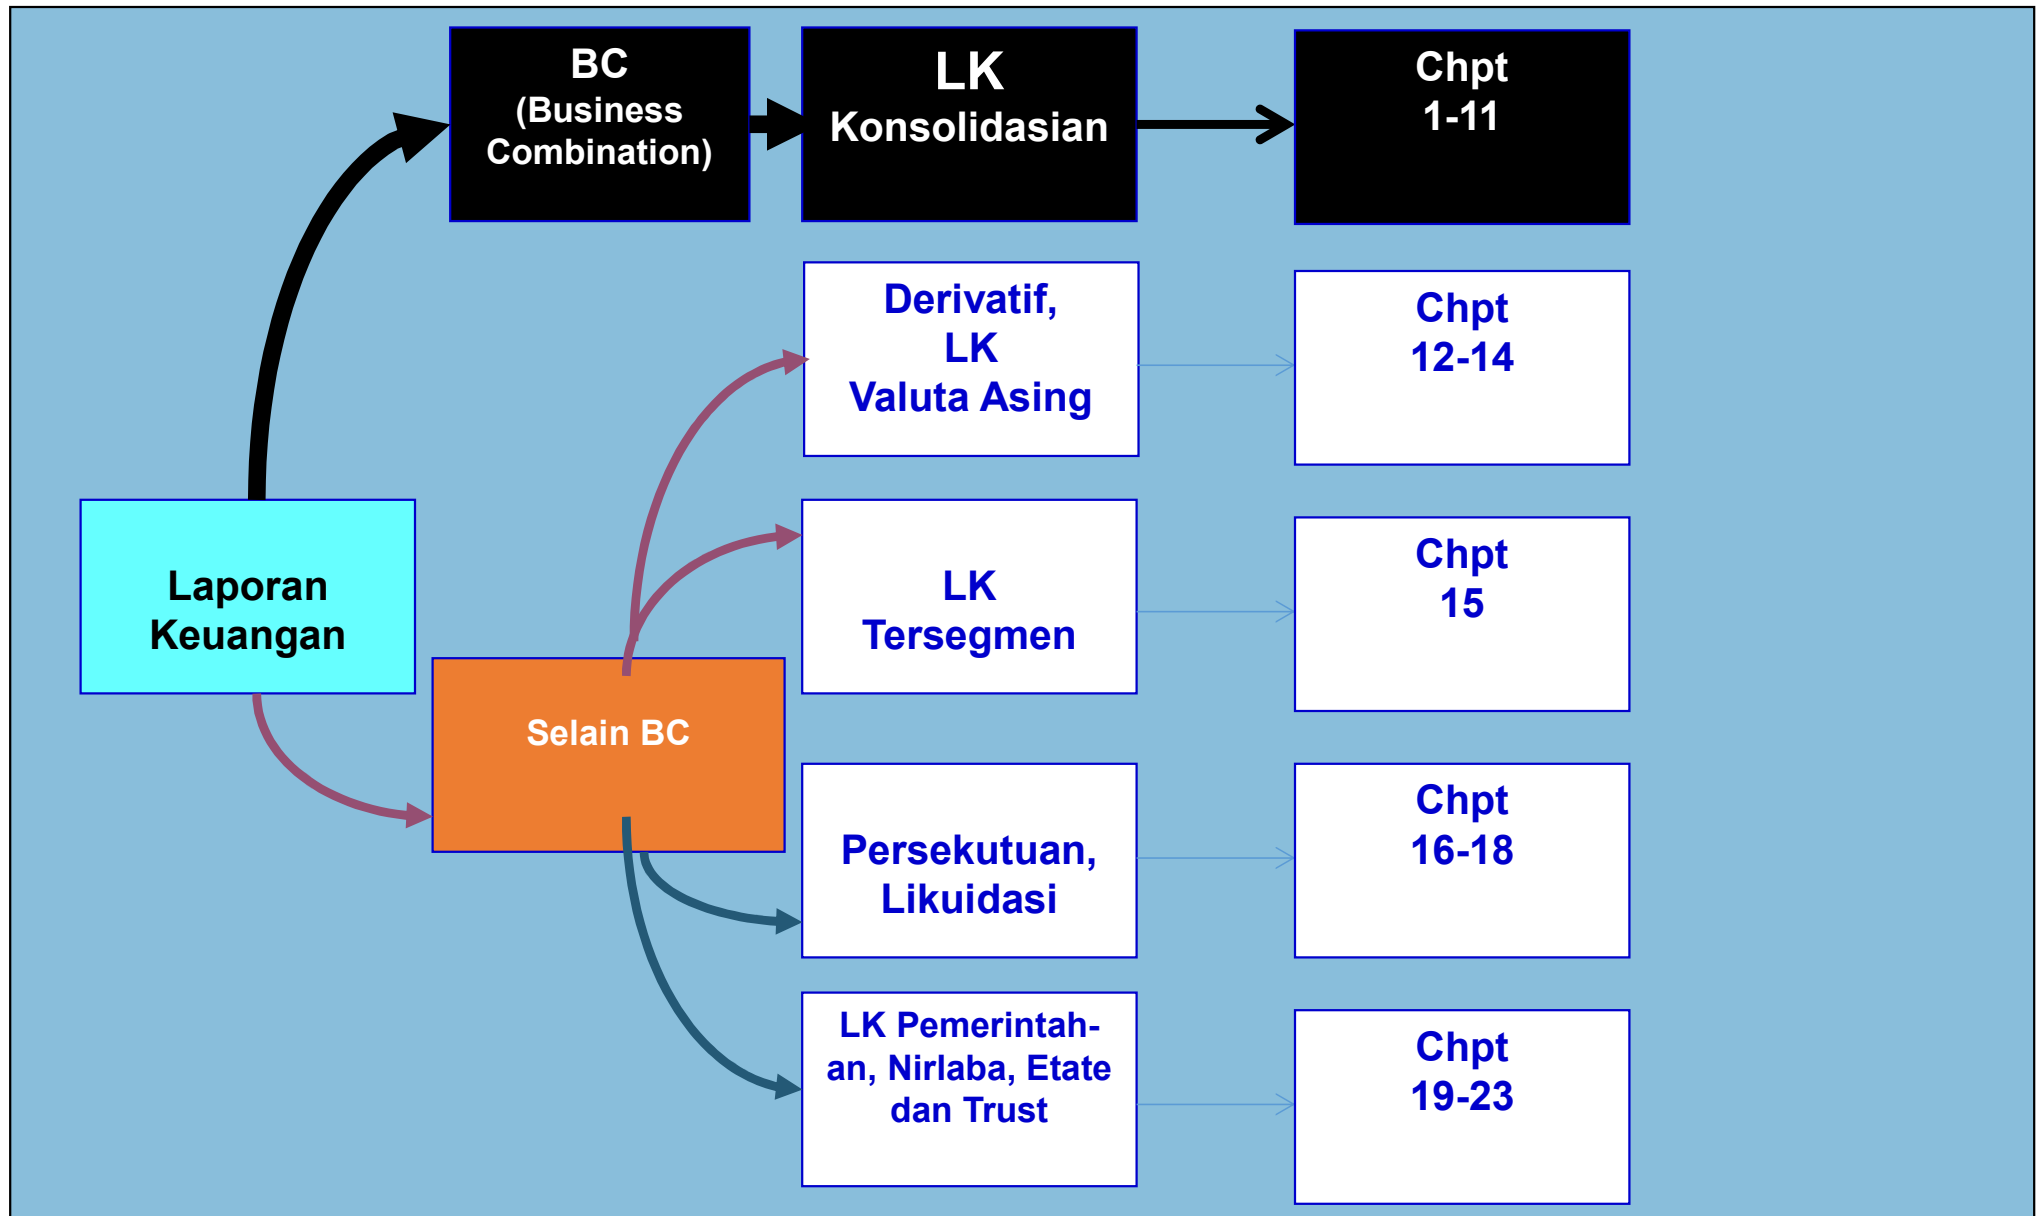 BC
(Business
Combination)
LK
Konsolidasian
Chpt
1-11
Derivatif,
LK
Valuta Asing
Chpt
12-14
Laporan
Keuangan
LK
Tersegmen
Chpt
15
Selain BC
Persekutuan,
Likuidasi
Chpt
16-18
LK Pemerintah-
an, Nirlaba, Etate
dan Trust
Chpt
19-23